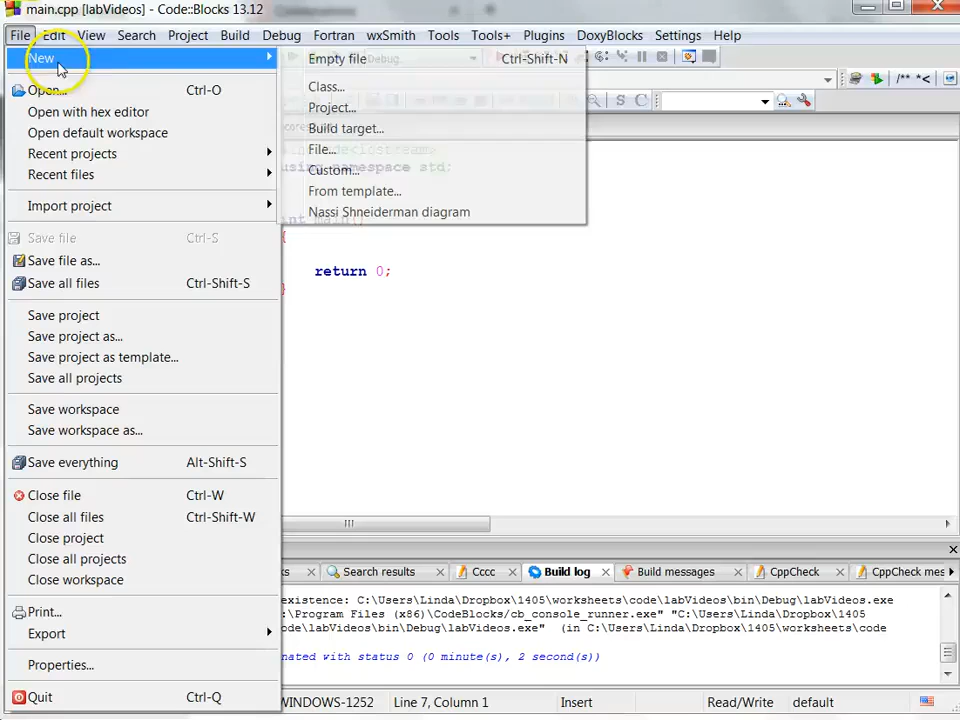 main.cpp [labVideos] - Code::Blocks 13.12
File Edit View Search Project Build Debug Fortran wxSmith Tools Tools+ Plugins DoxyBlocks Settings Help
New
Open... Ctrl-O
Open with hex editor
Open default workspace
Recent projects
Recent files
Import project
Save file Ctrl-S
Save file as...
Save all files Ctrl-Shift-S
Save project
Save project as...
Save project as template...
Save all projects
Save workspace
Save workspace as...
Save everything Alt-Shift-S
Close file Ctrl-W
Close all files Ctrl-Shift-W
Close project
Close all projects
Close workspace
Print...
Export
Properties...
Quit Ctrl-Q
Empty file Ctrl-Shift-N
Class...
Project...
Build target...
File...
Custom...
From template...
Nassi Shneiderman diagram
Debug
S C
/** *<
using namespace std;
int main()
{
return 0;
}
Search results Cccc Build log Build messages CppCheck CppCheck mes
existence: C:\Users\Linda\Dropbox\1405\worksheets\code\labVideos\bin\Debug\labVideos.exe
:\Program Files (x86)\CodeBlocks/cb_console_runner.exe" "C:\Users\Linda\Dropbox\1405
code\labVideos\bin\Debug\labVideos.exe" (in C:\Users\Linda\Dropbox\1405\worksheets\code
nated with status 0 (0 minute(s), 2 second(s))
WINDOWS-1252 Line 7, Column 1 Insert Read/Write default